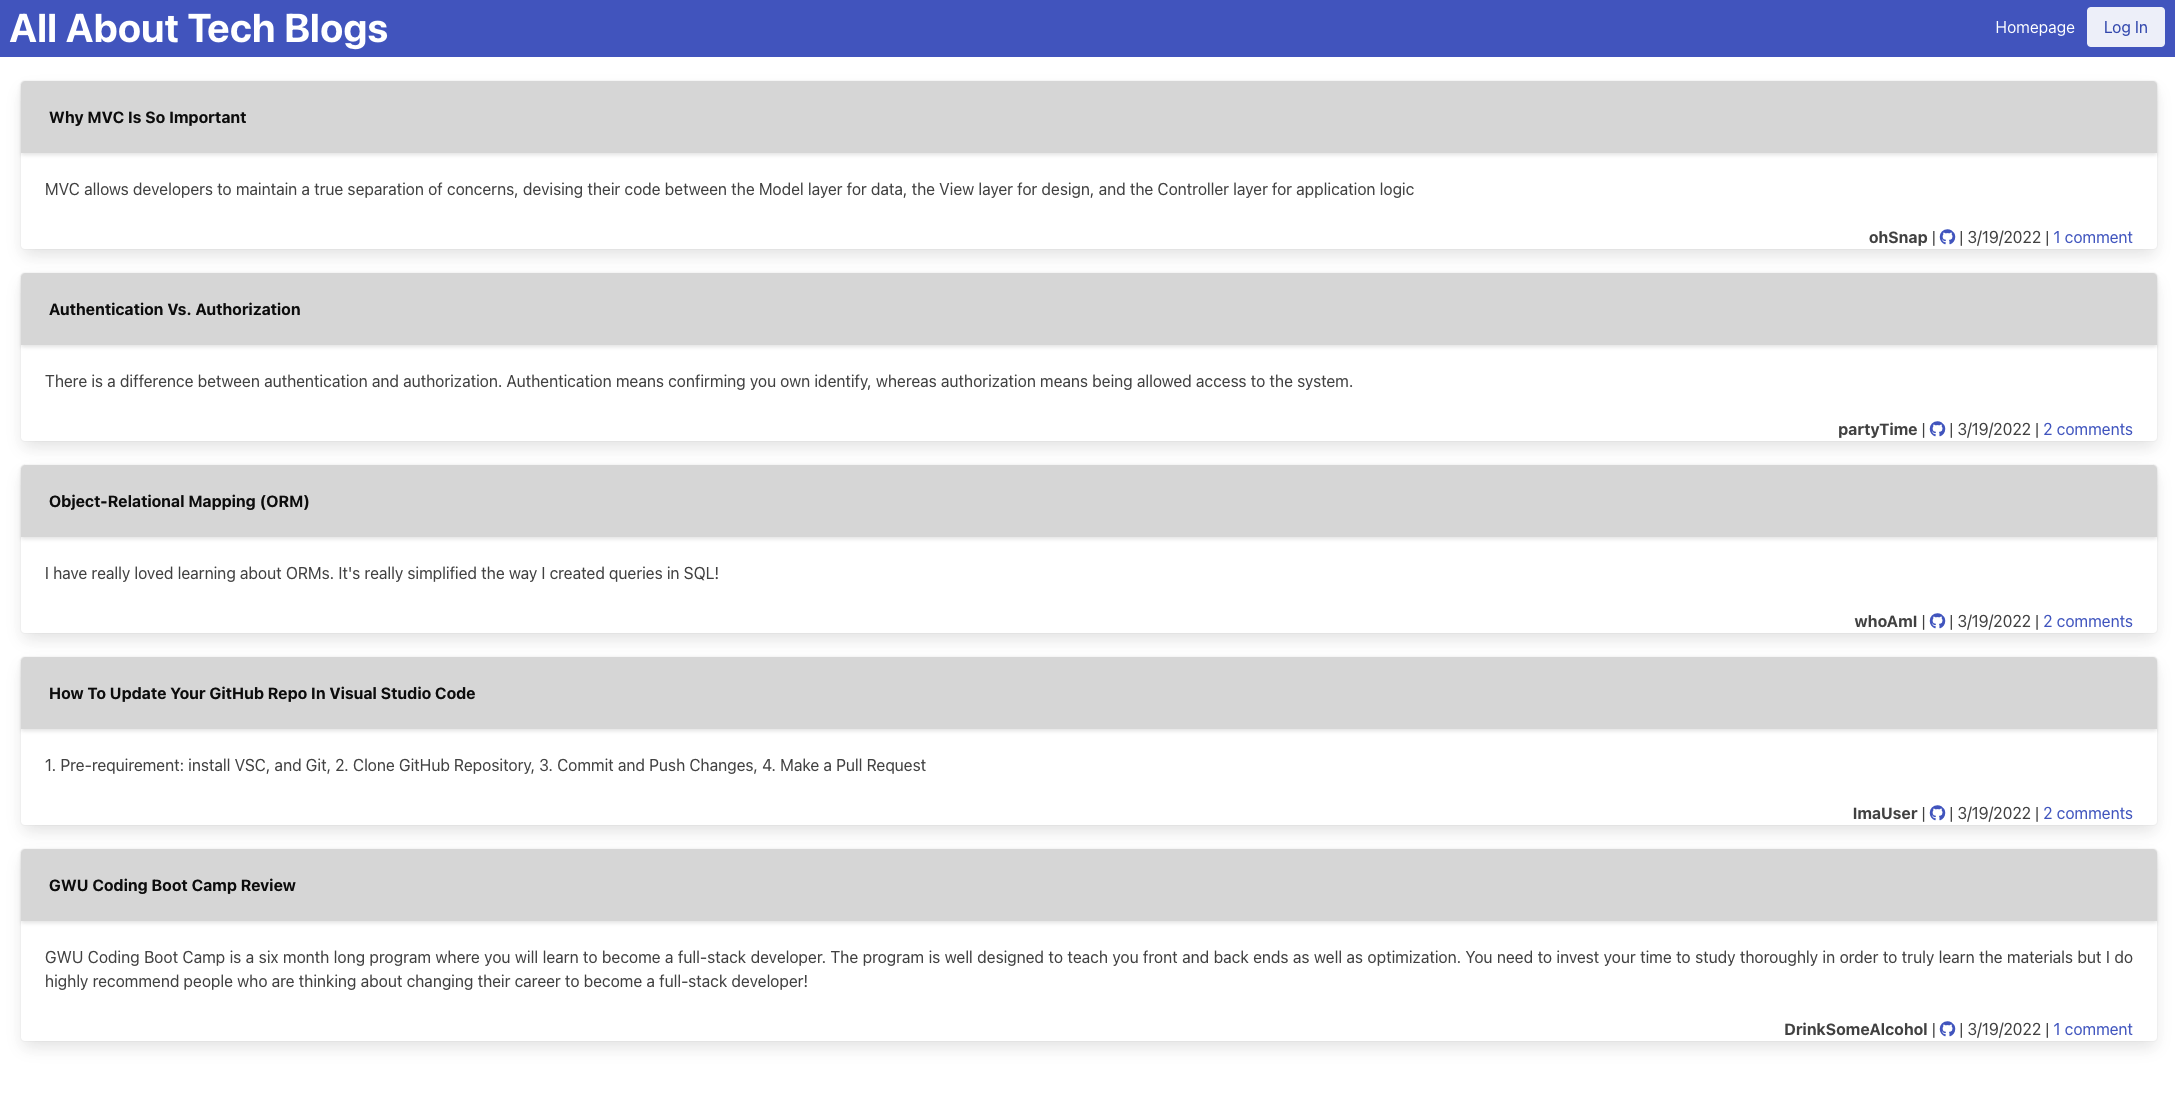 All About Tech Blogs
Homepage
Log In
Why MVC Is So Important
MVC allows developers to maintain a true separation of concerns, devising their code between the Model layer for data, the View layer for design, and the Controller layer for application logic
ohSnap | | 3/19/2022 | 1 comment
Authentication Vs. Authorization
There is a difference between authentication and authorization. Authentication means confirming you own identify, whereas authorization means being allowed access to the system.
partyTime | | 3/19/2022 | 2 comments
Object-Relational Mapping (ORM)
I have really loved learning about ORMs. It's really simplified the way I created queries in SQL!
whoAmI | | 3/19/2022 | 2 comments
How To Update Your GitHub Repo In Visual Studio Code
1. Pre-requirement: install VSC, and Git, 2. Clone GitHub Repository, 3. Commit and Push Changes, 4. Make a Pull Request
ImaUser | | 3/19/2022 | 2 comments
GWU Coding Boot Camp Review
GWU Coding Boot Camp is a six month long program where you will learn to become a full-stack developer. The program is well designed to teach you front and back ends as well as optimization. You need to invest your time to study thoroughly in order to truly learn the materials but I do
highly recommend people who are thinking about changing their career to become a full-stack developer!
DrinkSomeAlcohol | | 3/19/2022 | 1 comment